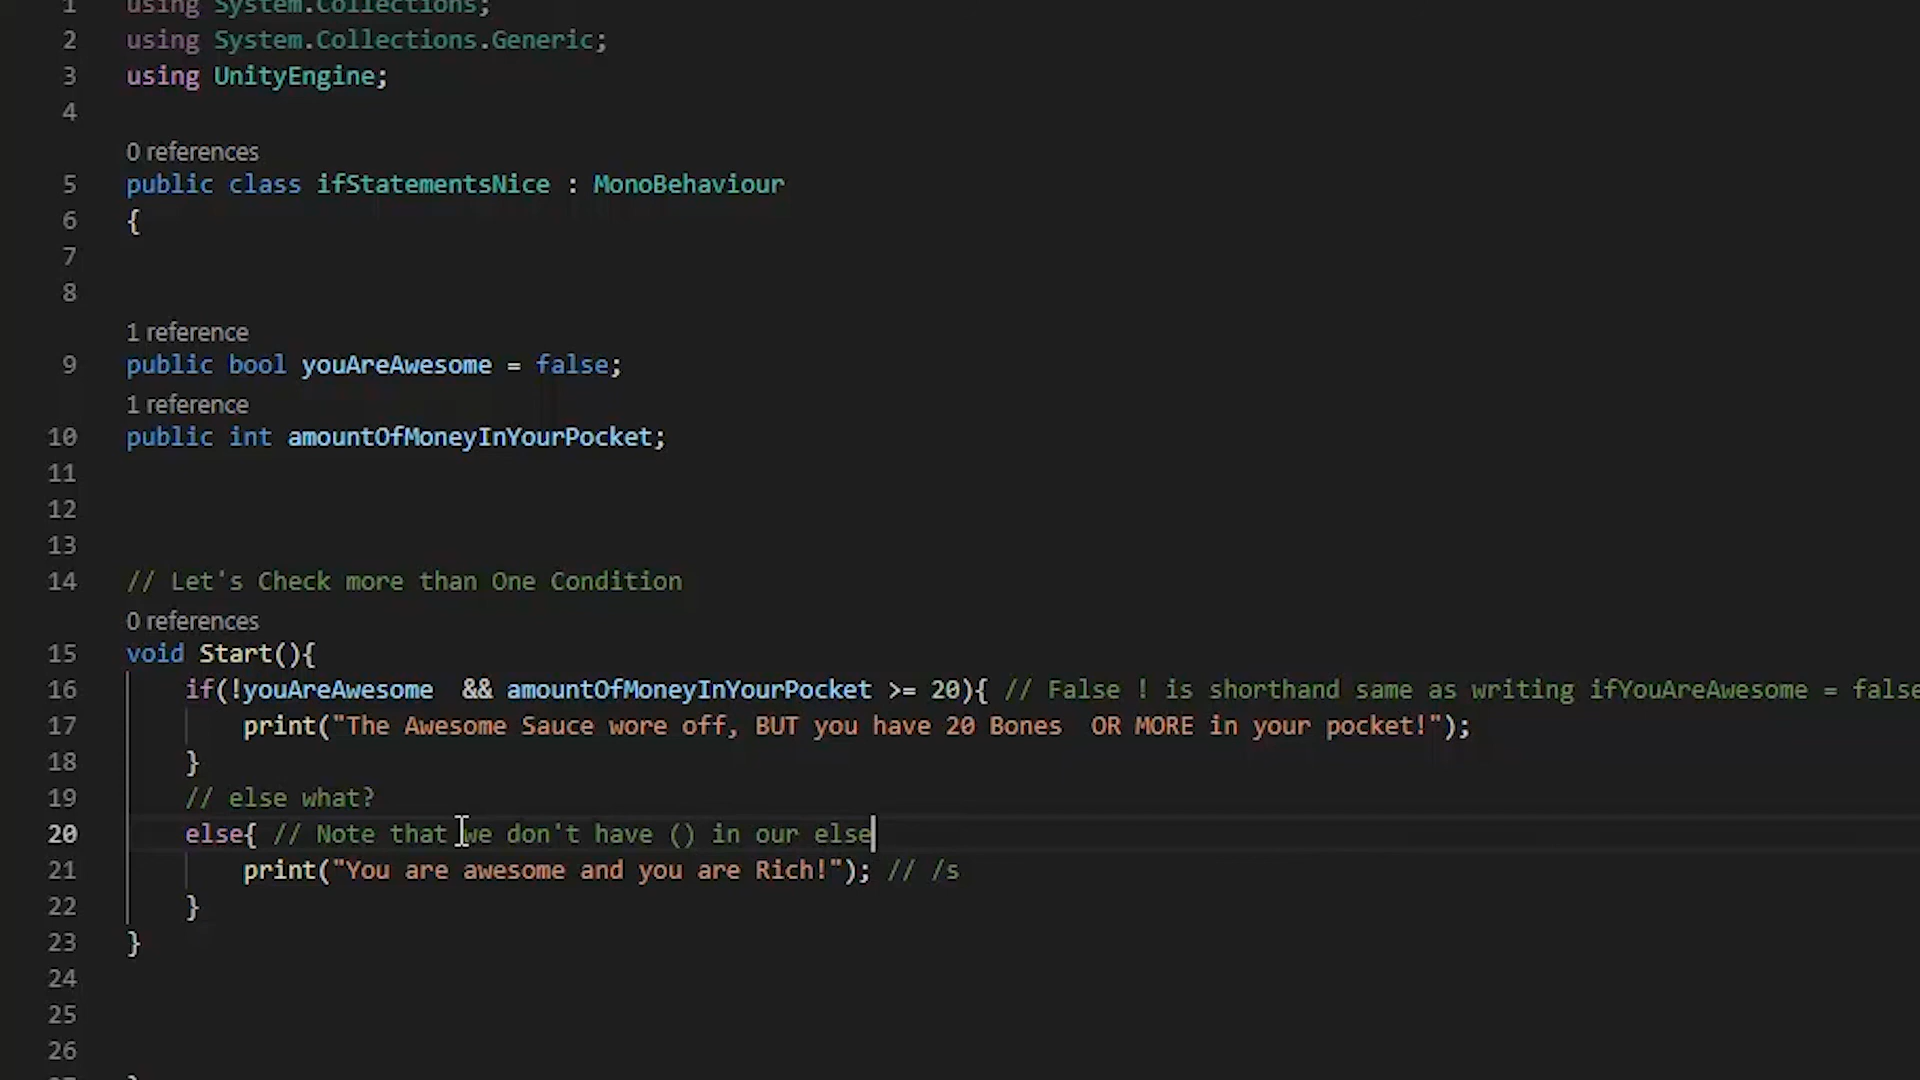 1 using System.Collections;
2 using System.Collections.Generic;
3 using UnityEngine;
4
0 references
5 public class ifStatementsNice : MonoBehaviour
6 {
7
8
1 reference
9 public bool youAreAwesome = false;
1 reference
10 public int amountOfMoneyInYourPocket;
11
12
13
14 // Let's Check more than One Condition
0 references
15 void Start(){
16 if(!youAreAwesome  && amountOfMoneyInYourPocket >= 20){ // False ! is shorthand same as writing ifYouAreAwesome = false
17 print("The Awesome Sauce wore off, BUT you have 20 Bones  OR MORE in your pocket!");
18 }
19 // else what?
20 else{ // Note that we don't have () in our else
21 print("You are awesome and you are Rich!"); // /s
22 }
23 }
24
25
26